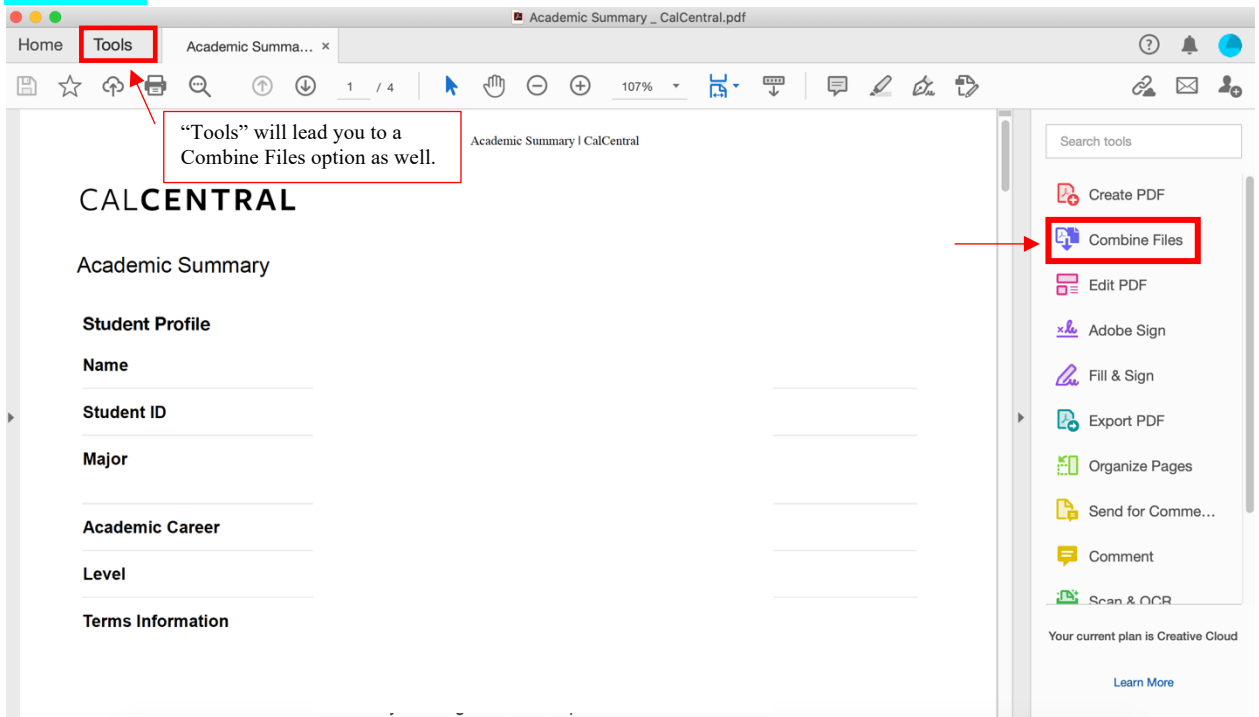 Academic Summary _ CalCentral.pdf
Home Tools Academic Summa... ×
1 / 4 107%
“Tools” will lead you to a
Combine Files option as well.
Academic Summary | CalCentral
CALCENTRAL
Academic Summary
Student Profile
Name
Student ID
Major
Academic Career
Level
Terms Information
Search tools
Create PDF
Combine Files
Edit PDF
Adobe Sign
Fill & Sign
Export PDF
Organize Pages
Send for Comme...
Comment
Scan & OCR
Your current plan is Creative Cloud
Learn More